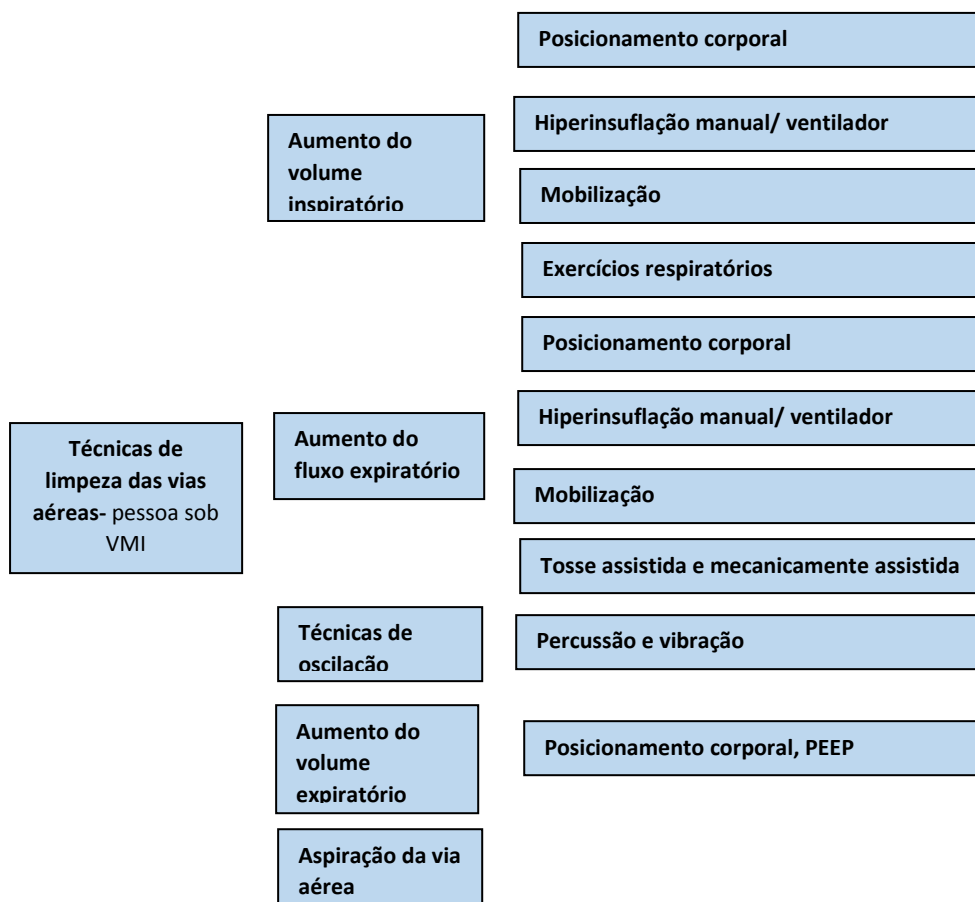 Técnicas de
limpeza das vias
aéreas- pessoa sob
VMI
Aumento do
volume
inspiratório
Posicionamento corporal
Hiperinsuflação manual/ ventilador
Mobilização
Exercícios respiratórios
Aumento do
fluxo expiratório
Posicionamento corporal
Hiperinsuflação manual/ ventilador
Mobilização
Tosse assistida e mecanicamente assistida
Técnicas de
oscilação
Percussão e vibração
Aumento do
volume
expiratório
Posicionamento corporal, PEEP
Aspiração da via
aérea